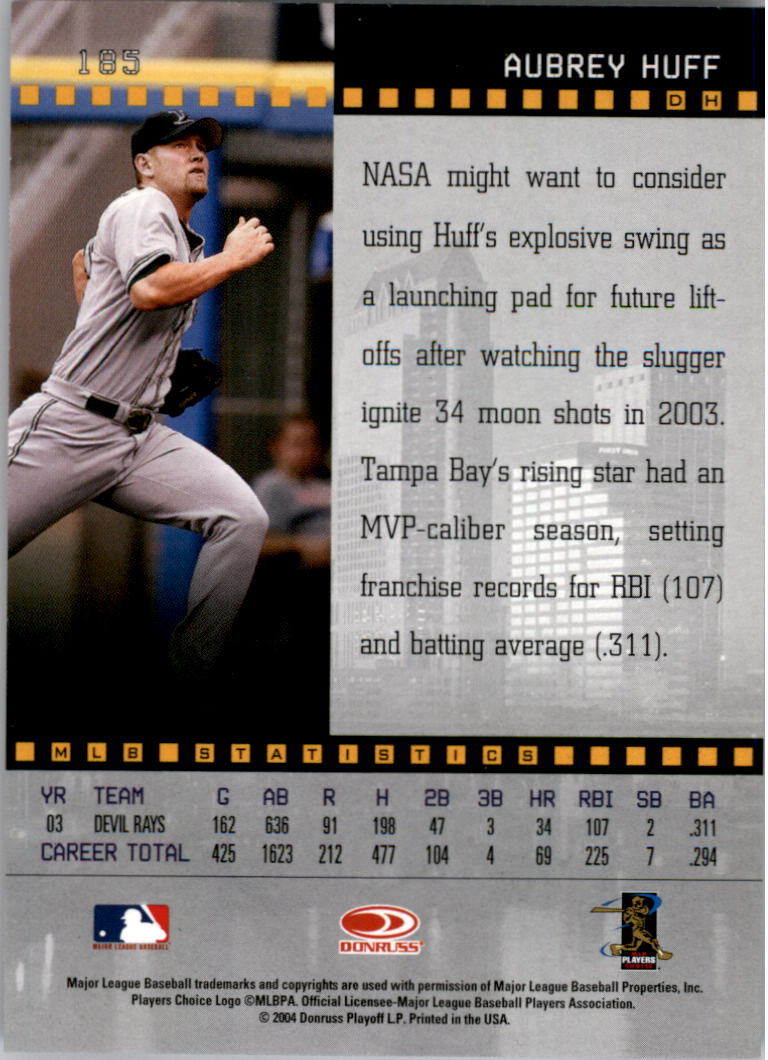 185
AUBREY HUFF
D H
NASA might want to consider
using Huff's explosive swing as
a launching pad for future lift-
offs after watching the slugger
ignite 34 moon shots in 2003.
Tampa Bay's rising star had an
MVP-caliber season, setting
franchise records for RBI (107)
and batting average (.311).
MLB STATISTICS
YR TEAM G AB R H 2B 3B HR RBI SB BA
03 DEVIL RAYS 162 636 91 198 47 3 34 107 2 .311
CAREER TOTAL 425 1623 212 477 104 4 69 225 7 .294
MAJOR LEAGUE BASEBALL
DONRUSS
PLAYERS
CHOICE
Major League Baseball trademarks and copyrights are used with permission of Major League Baseball Properties, Inc.
Players Choice Logo ©MLBPA. Official Licensee-Major League Baseball Players Association.
© 2004 Donruss Playoff L.P. Printed in the USA.